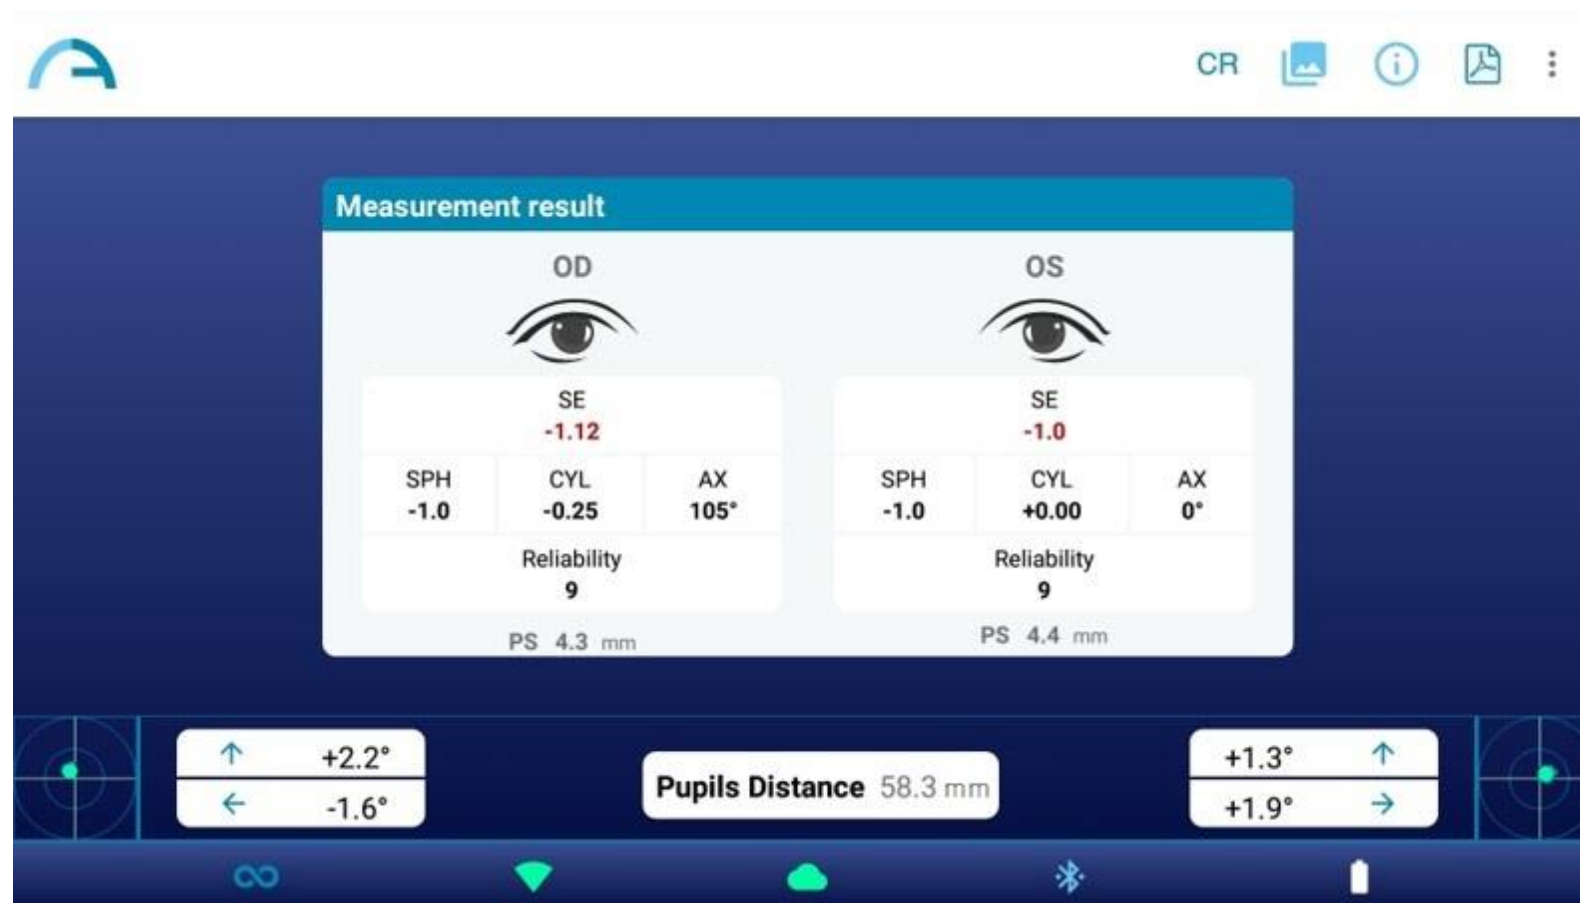 CR
Measurement result
OD
OS
SE
-1.12
SPH
CYL
AX
-1.0
-0.25
105°
Reliability
9
PS 4.3 mm
SE
-1.0
SPH
CYL
AX
-1.0
+0.00
0°
Reliability
9
PS 4.4 mm
+2.2°
-1.6°
Pupils Distance 58.3 mm
+1.3°
+1.9°